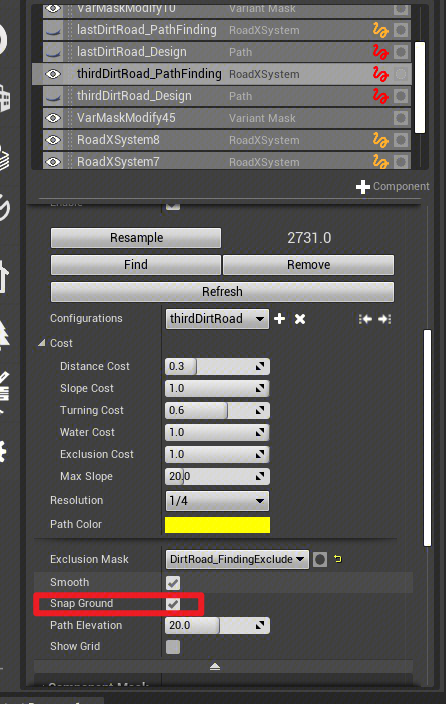 VarMaskModify10 Variant Mask
lastDirtRoad_PathFinding RoadXSystem
lastDirtRoad_Design Path
thirdDirtRoad_PathFinding RoadXSystem
thirdDirtRoad_Design Path
VarMaskModify45 Variant Mask
RoadXSystem8 RoadXSystem
RoadXSystem7 RoadXSystem
Component
Enable
Resample 2731.0
Find Remove
Refresh
Configurations thirdDirtRoad
Cost
Distance Cost 0.3
Slope Cost 1.0
Turning Cost 0.6
Water Cost 1.0
Exclusion Cost 1.0
Max Slope 20.0
Resolution 1/4
Path Color
Exclusion Mask DirtRoad_FindingExclude
Smooth
Snap Ground
Path Elevation 20.0
Show Grid
Component Mask